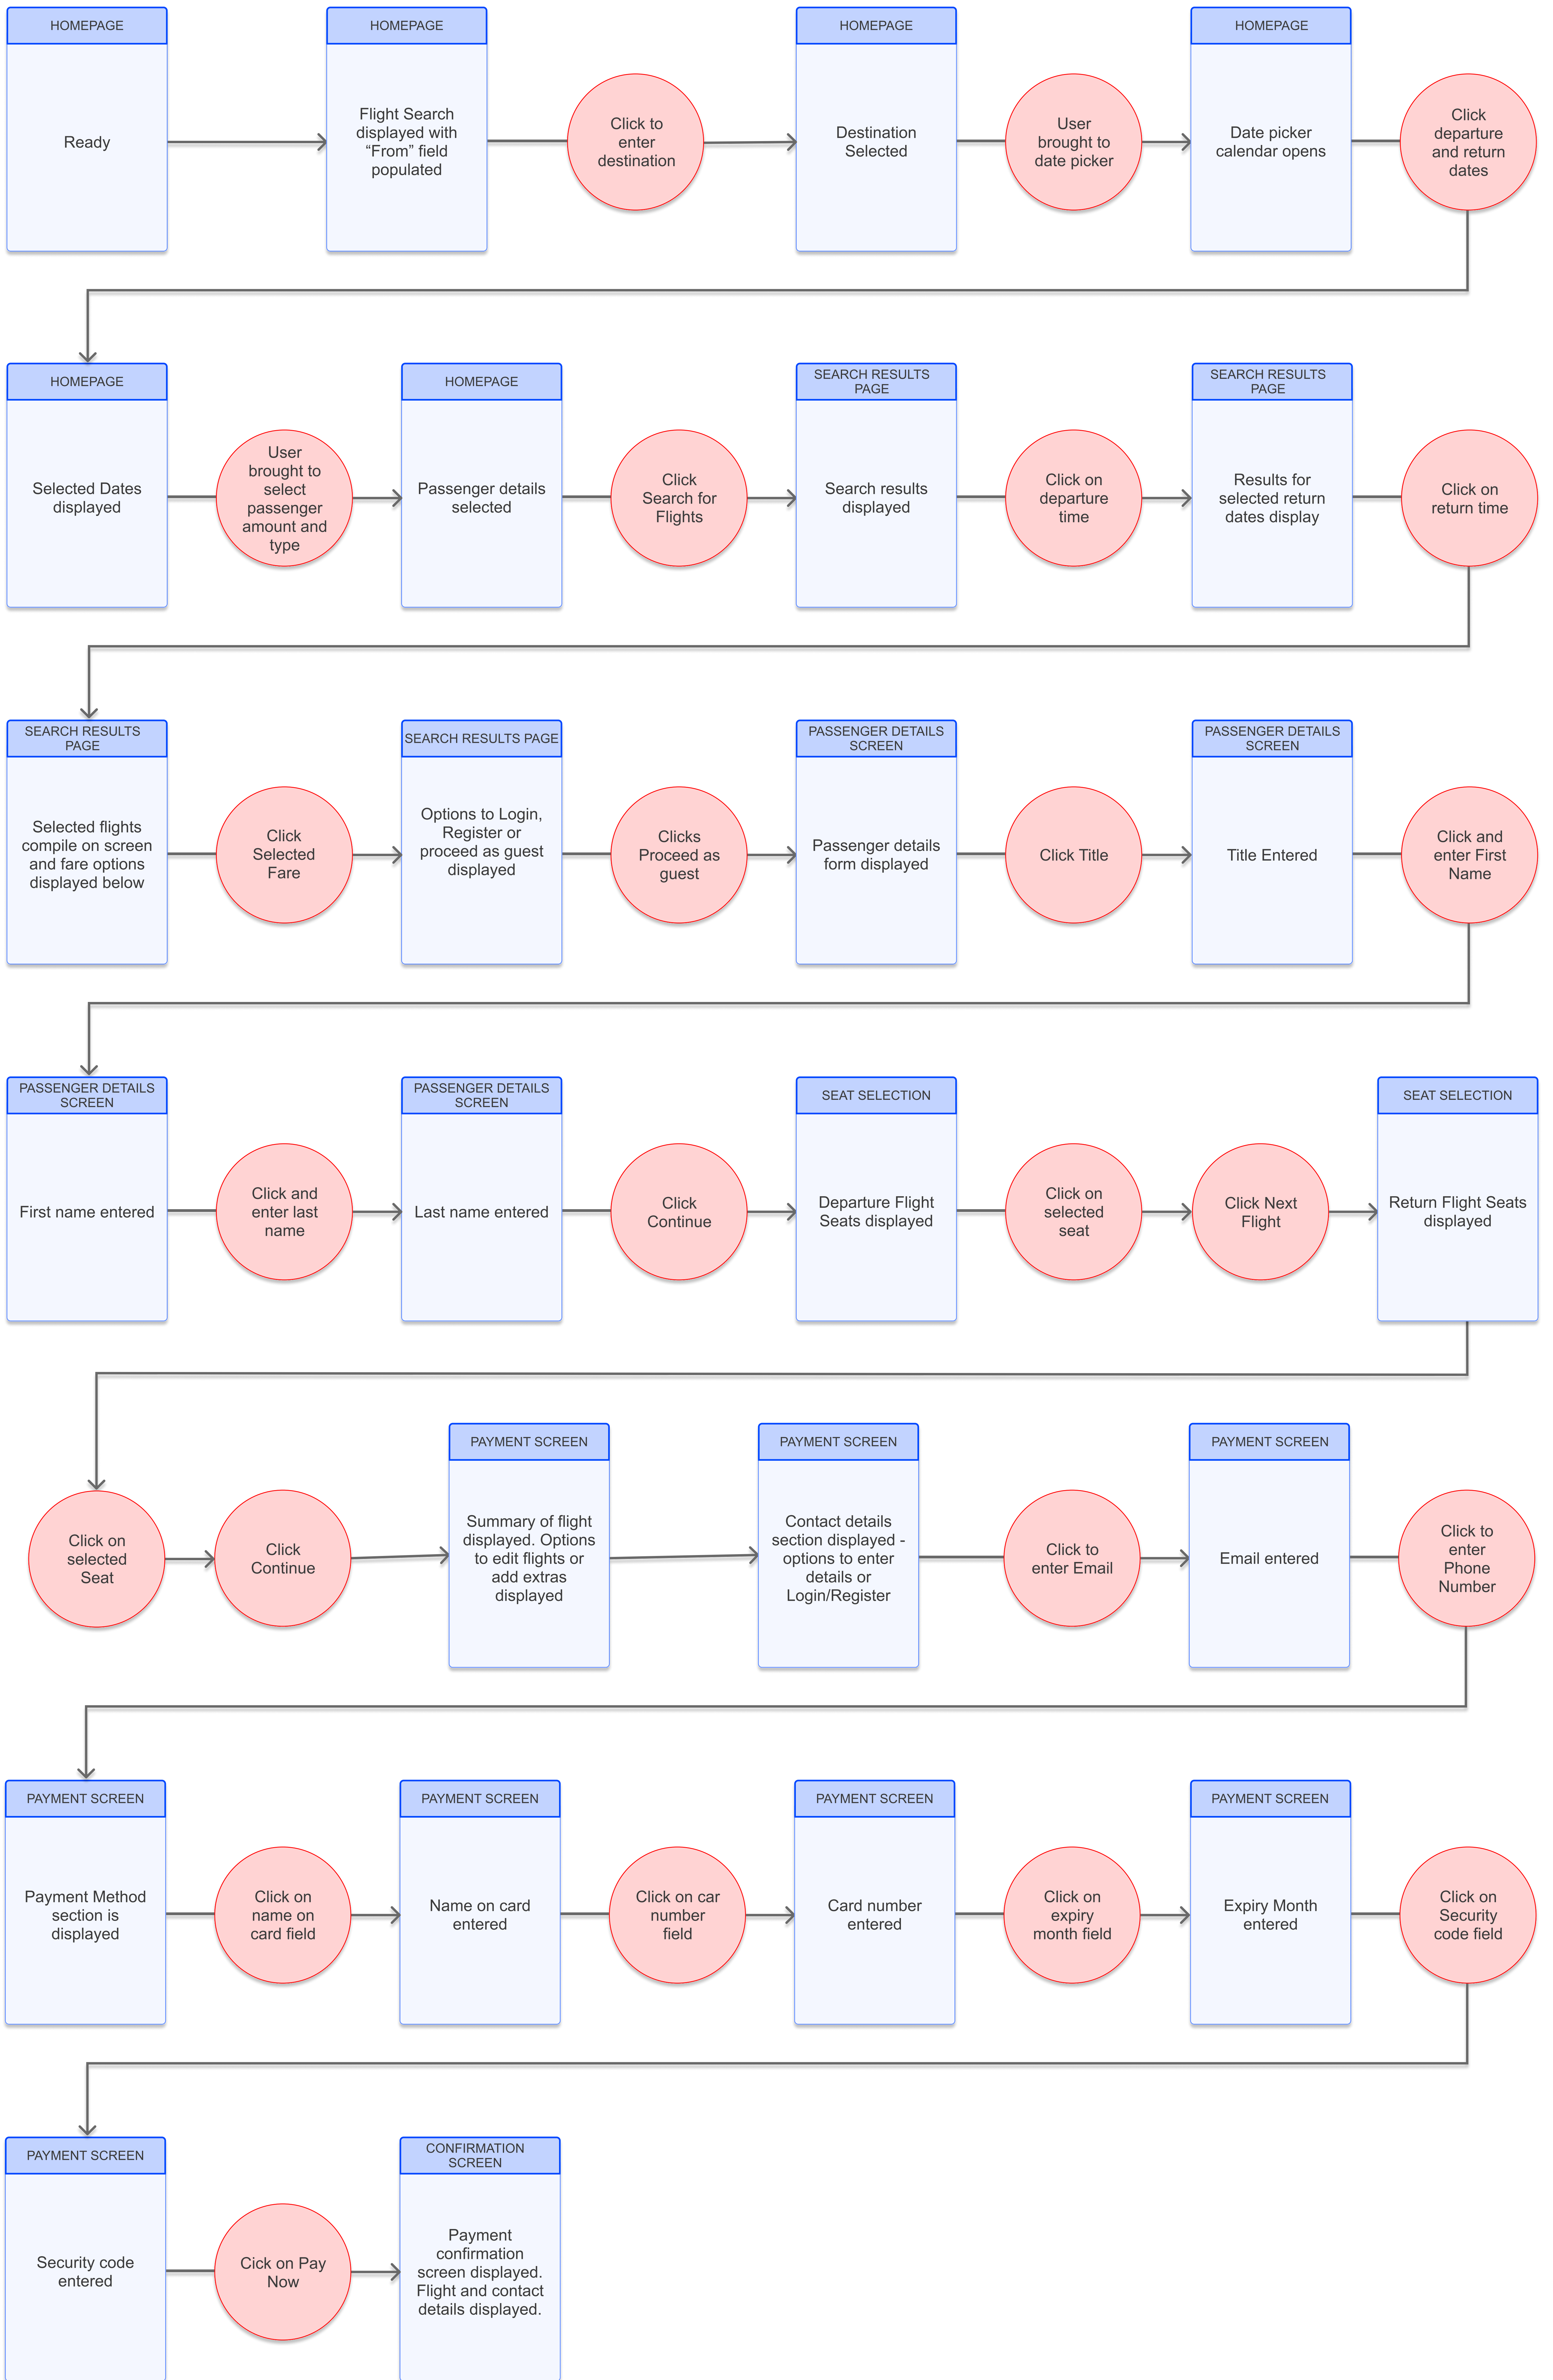 HOMEPAGE
Ready
HOMEPAGE
Flight Search
displayed with
“From” field
populated
Click to
enter
destination
HOMEPAGE
Destination
Selected
User
brought to
date picker
HOMEPAGE
Date picker
calendar opens
Click
departure
and return
dates
HOMEPAGE
Selected Dates
displayed
User
brought to
select
passenger
amount and
type
HOMEPAGE
Passenger details
selected
Click
Search for
Flights
SEARCH RESULTS
PAGE
Search results
displayed
Click on
departure
time
SEARCH RESULTS
PAGE
Results for
selected return
dates display
Click on
return time
SEARCH RESULTS
PAGE
Selected flights
compile on screen
and fare options
displayed below
Click
Selected
Fare
SEARCH RESULTS PAGE
Options to Login,
Register or
proceed as guest
displayed
Clicks
Proceed as
guest
PASSENGER DETAILS
SCREEN
Passenger details
form displayed
Click Title
PASSENGER DETAILS
SCREEN
Title Entered
Click and
enter First
Name
PASSENGER DETAILS
SCREEN
First name entered
Click and
enter last
name
PASSENGER DETAILS
SCREEN
Last name entered
Click
Continue
SEAT SELECTION
Departure Flight
Seats displayed
Click on
selected
seat
Click Next
Flight
SEAT SELECTION
Return Flight Seats
displayed
Click on
selected
Seat
Click
Continue
PAYMENT SCREEN
Summary of flight
displayed. Options
to edit flights or
add extras
displayed
PAYMENT SCREEN
Contact details
section displayed -
options to enter
details or
Login/Register
Click to
enter Email
PAYMENT SCREEN
Email entered
Click to
enter
Phone
Number
PAYMENT SCREEN
Payment Method
section is
displayed
Click on
name on
card field
PAYMENT SCREEN
Name on card
entered
Click on car
number
field
PAYMENT SCREEN
Card number
entered
Click on
expiry
month field
PAYMENT SCREEN
Expiry Month
entered
Click on
Security
code field
PAYMENT SCREEN
Security code
entered
Cick on Pay
Now
CONFIRMATION
SCREEN
Payment
confirmation
screen displayed.
Flight and contact
details displayed.